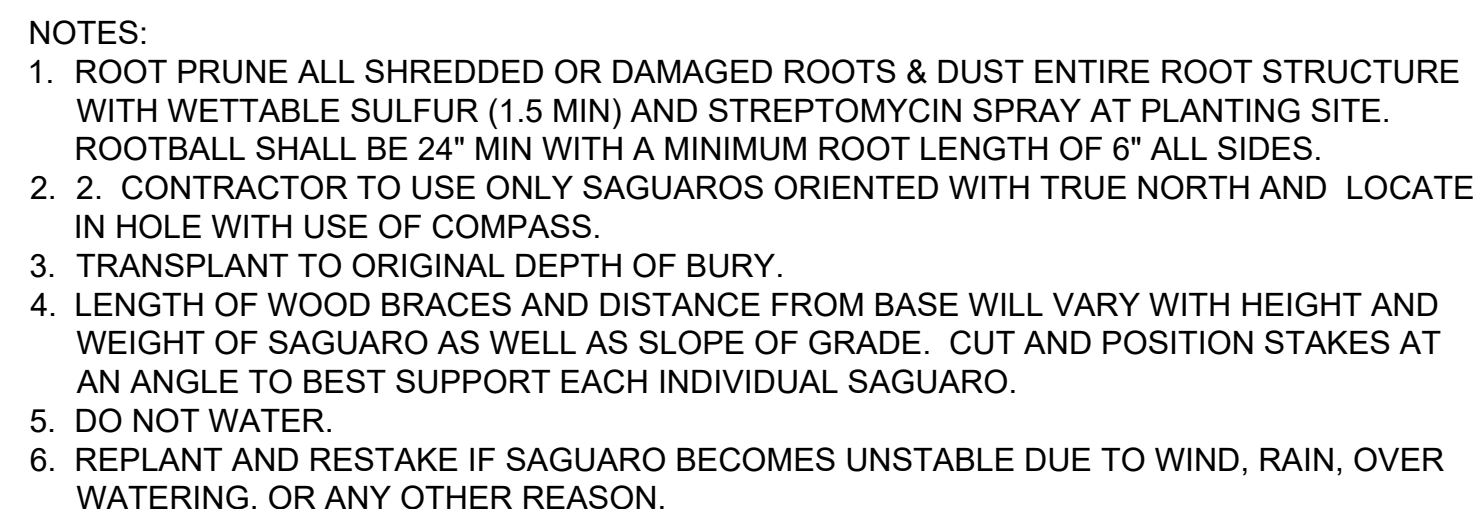 NOTES:
1. ROOT PRUNE ALL SHREDDED OR DAMAGED ROOTS & DUST ENTIRE ROOT STRUCTURE
WITH WETTABLE SULFUR (1.5 MIN) AND STREPTOMYCIN SPRAY AT PLANTING SITE.
ROOTBALL SHALL BE 24" MIN WITH A MINIMUM ROOT LENGTH OF 6" ALL SIDES.
2. 2. CONTRACTOR TO USE ONLY SAGUAROS ORIENTED WITH TRUE NORTH AND LOCATE
IN HOLE WITH USE OF COMPASS.
3. TRANSPLANT TO ORIGINAL DEPTH OF BURY.
4. LENGTH OF WOOD BRACES AND DISTANCE FROM BASE WILL VARY WITH HEIGHT AND
WEIGHT OF SAGUARO AS WELL AS SLOPE OF GRADE. CUT AND POSITION STAKES AT
AN ANGLE TO BEST SUPPORT EACH INDIVIDUAL SAGUARO.
5. DO NOT WATER.
6. REPLANT AND RESTAKE IF SAGUARO BECOMES UNSTABLE DUE TO WIND, RAIN, OVER
WATERING, OR ANY OTHER REASON.